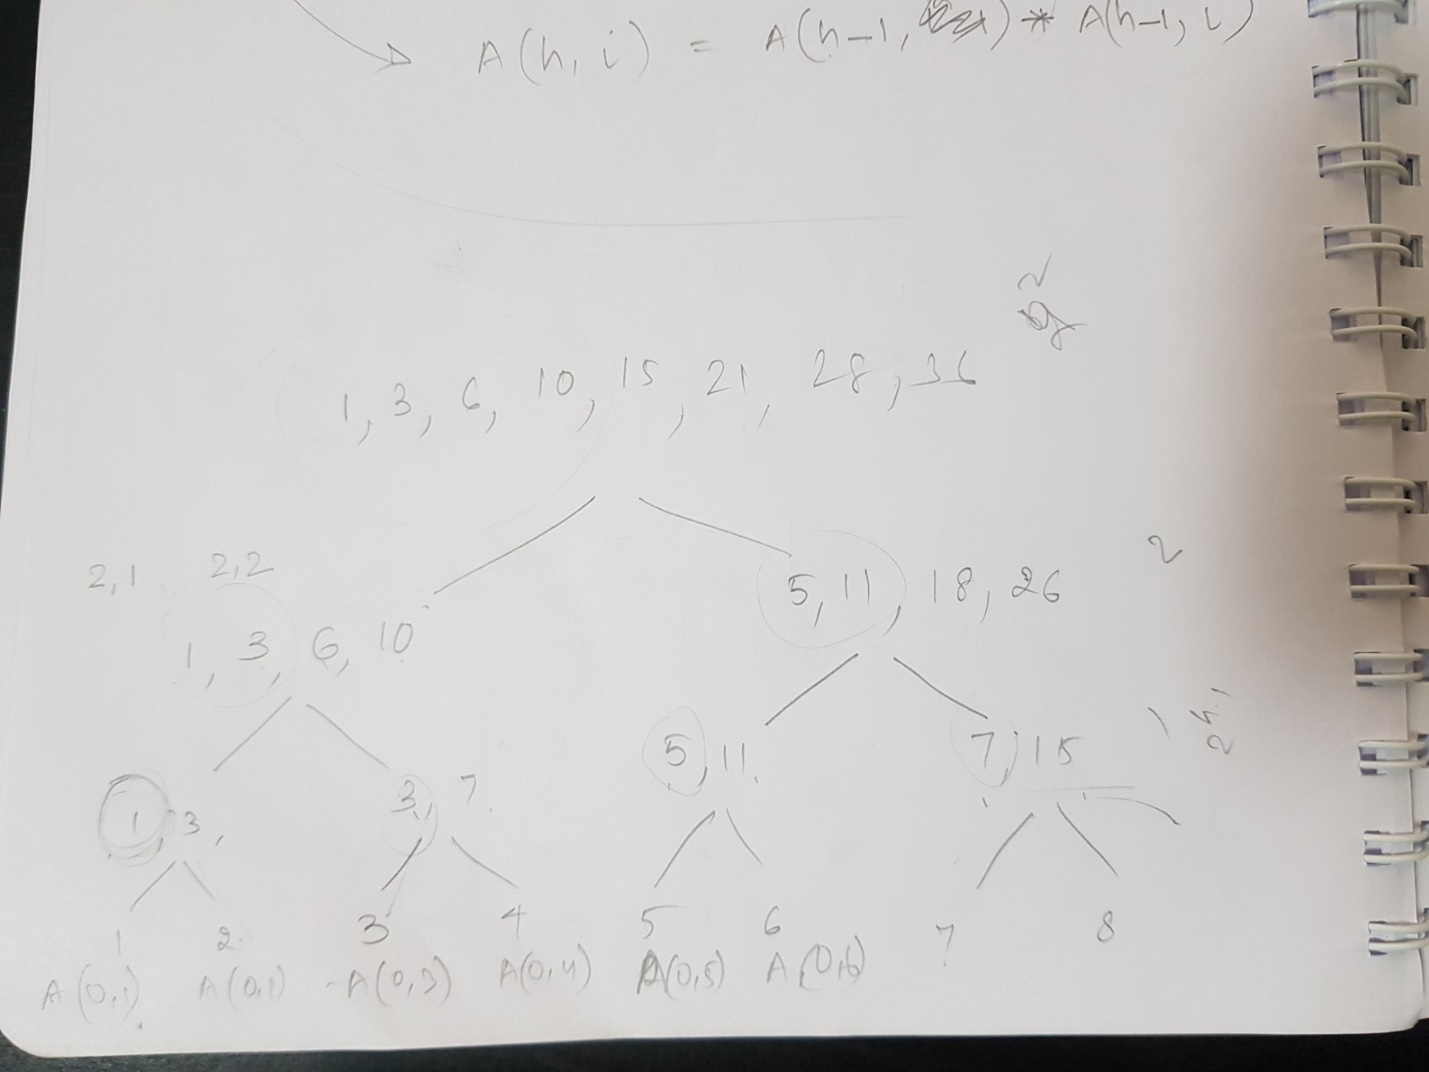 A(h, i) = A(h-1, ) * A(h-1, i)
1, 3, 6, 10, 15, 21, 28, 36
2,1 2,2
5, 11, 18, 26
2
1, 3, 6, 10
5, 11.
7, 15
1, 3,
3, 7.
1 2. 3 4 5 6 7 8
A(0,1) A(0,2) A(0,3) A(0,4) A(0,5) A(0,6)